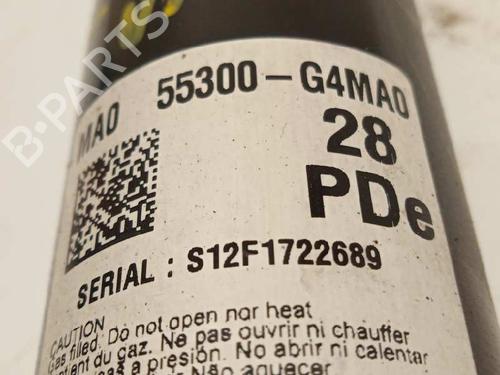 B-PARTS
MA0 55300-G4MA0
28
PDe
SERIAL : S12F1722689
CAUTION
Gas filled. Do not open nor heat
du gaz. Ne pas ouvrir ni chauffer
a presión. No abrir ni calentar
Não aquecer